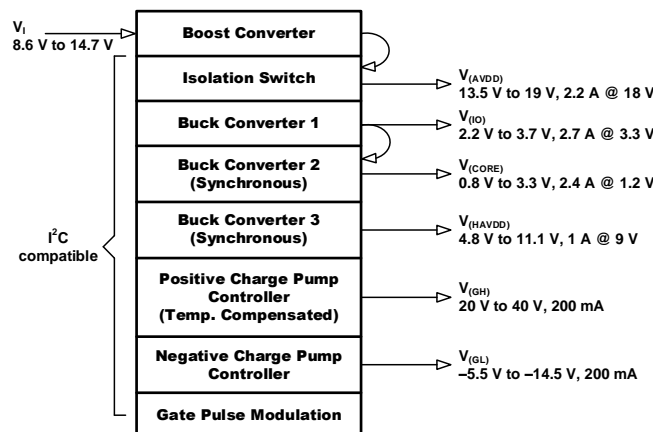 V(I)
8.6 V to 14.7 V
Boost Converter
Isolation Switch
V(AVDD)
13.5 V to 19 V, 2.2 A @ 18 V
Buck Converter 1
V(IO)
2.2 V to 3.7 V, 2.7 A @ 3.3 V
Buck Converter 2
(Synchronous)
V(CORE)
0.8 V to 3.3 V, 2.4 A @ 1.2 V
Buck Converter 3
(Synchronous)
V(HAVDD)
4.8 V to 11.1 V, 1 A @ 9 V
I²C
compatible
Positive Charge Pump
Controller
(Temp. Compensated)
V(GH)
20 V to 40 V, 200 mA
Negative Charge Pump
Controller
V(GL)
–5.5 V to –14.5 V, 200 mA
Gate Pulse Modulation